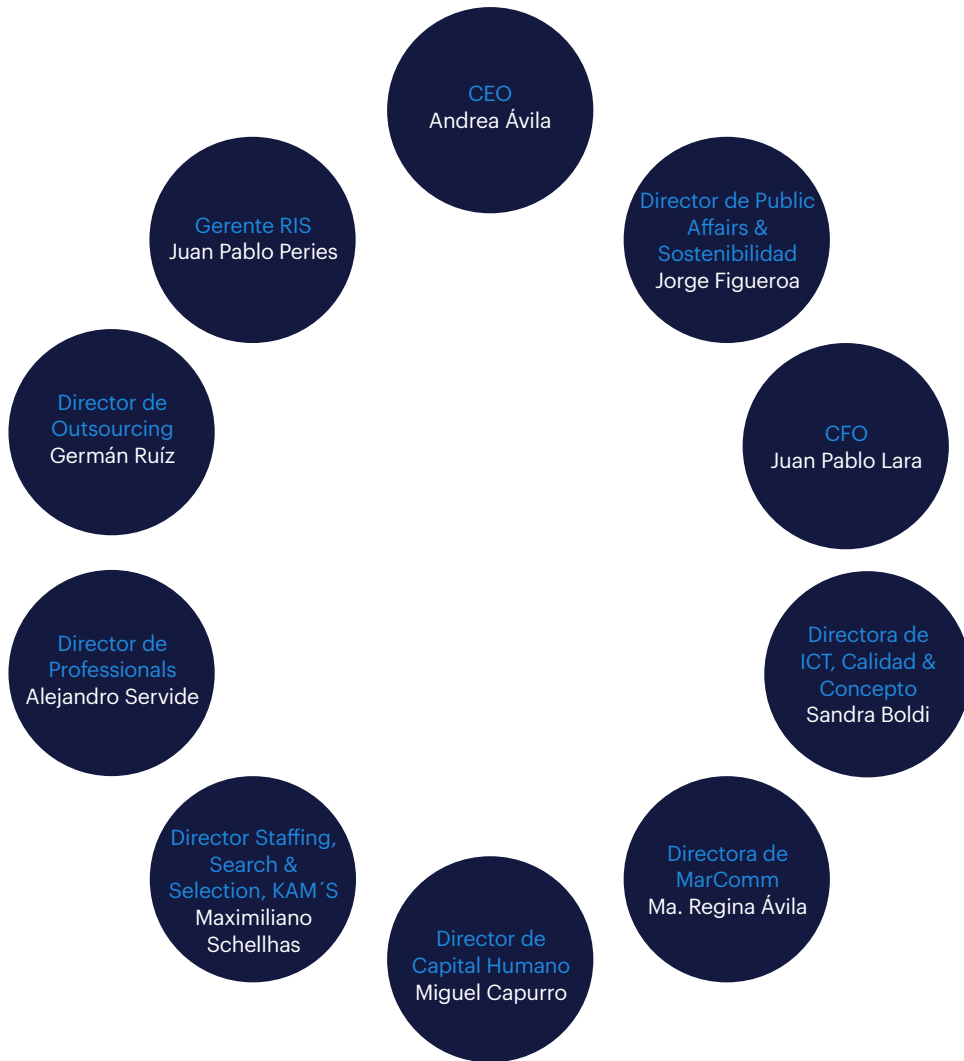 CEO
Andrea Ávila
Director de Public
Affairs &
Sostenibilidad
Jorge Figueroa
Gerente RIS
Juan Pablo Peries
Director de
Outsourcing
Germán Ruíz
CFO
Juan Pablo Lara
Director de
Professionals
Alejandro Servide
Directora de
ICT, Calidad &
Concepto
Sandra Boldi
Director Staffing,
Search &
Selection, KAM´S
Maximiliano
Schellhas
Directora de
MarComm
Ma. Regina Ávila
Director de
Capital Humano
Miguel Capurro